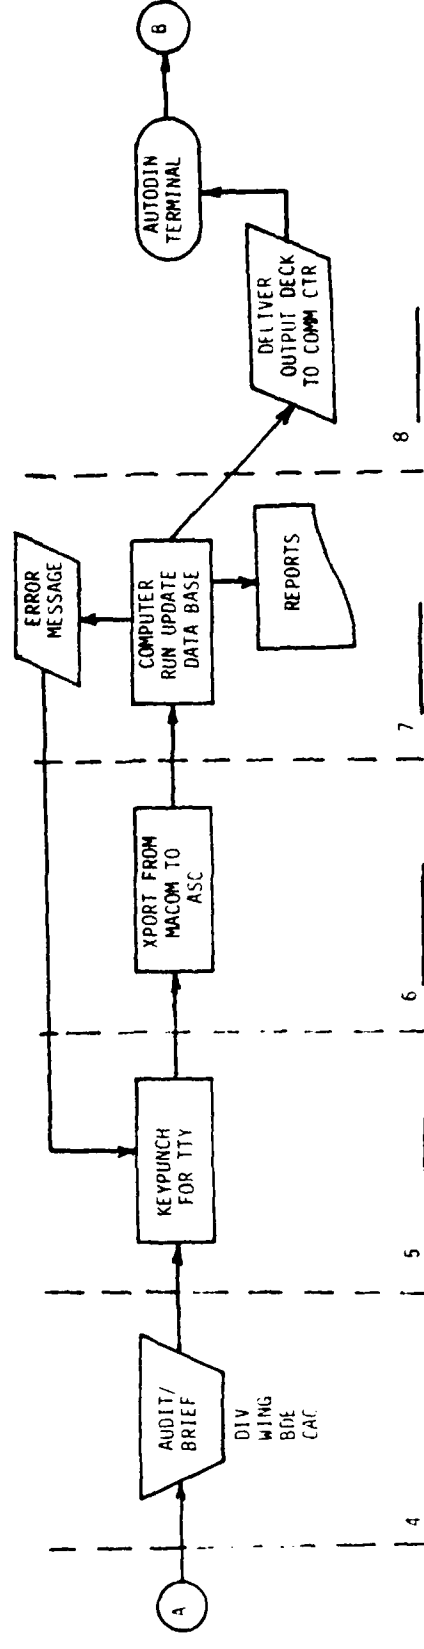 A
AUDIT/
BRIEF
DIV
WING
BDE
CAC
4
KEYPUNCH
FOR TTY
5
XPORT FROM
MACOM TO
ASC
6
ERROR
MESSAGE
COMPUTER
RUN UPDATE
DATA BASE
REPORTS
7
DELIVER
OUTPUT DECK
TO COMM CTR
AUTODIN
TERMINAL
B
8